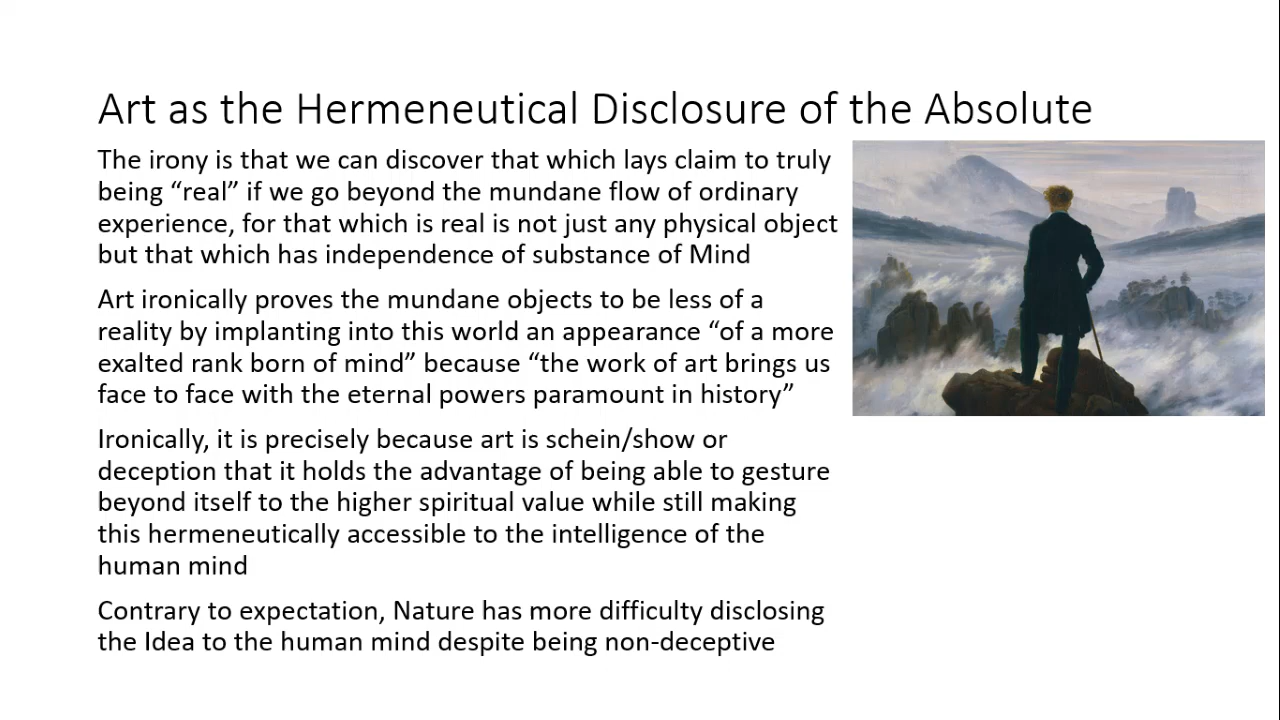 Art as the Hermeneutical Disclosure of the Absolute
The irony is that we can discover that which lays claim to truly
being “real” if we go beyond the mundane flow of ordinary
experience, for that which is real is not just any physical object
but that which has independence of substance of Mind
Art ironically proves the mundane objects to be less of a
reality by implanting into this world an appearance “of a more
exalted rank born of mind” because “the work of art brings us
face to face with the eternal powers paramount in history”
Ironically, it is precisely because art is schein/show or
deception that it holds the advantage of being able to gesture
beyond itself to the higher spiritual value while still making
this hermeneutically accessible to the intelligence of the
human mind
Contrary to expectation, Nature has more difficulty disclosing
the Idea to the human mind despite being non-deceptive